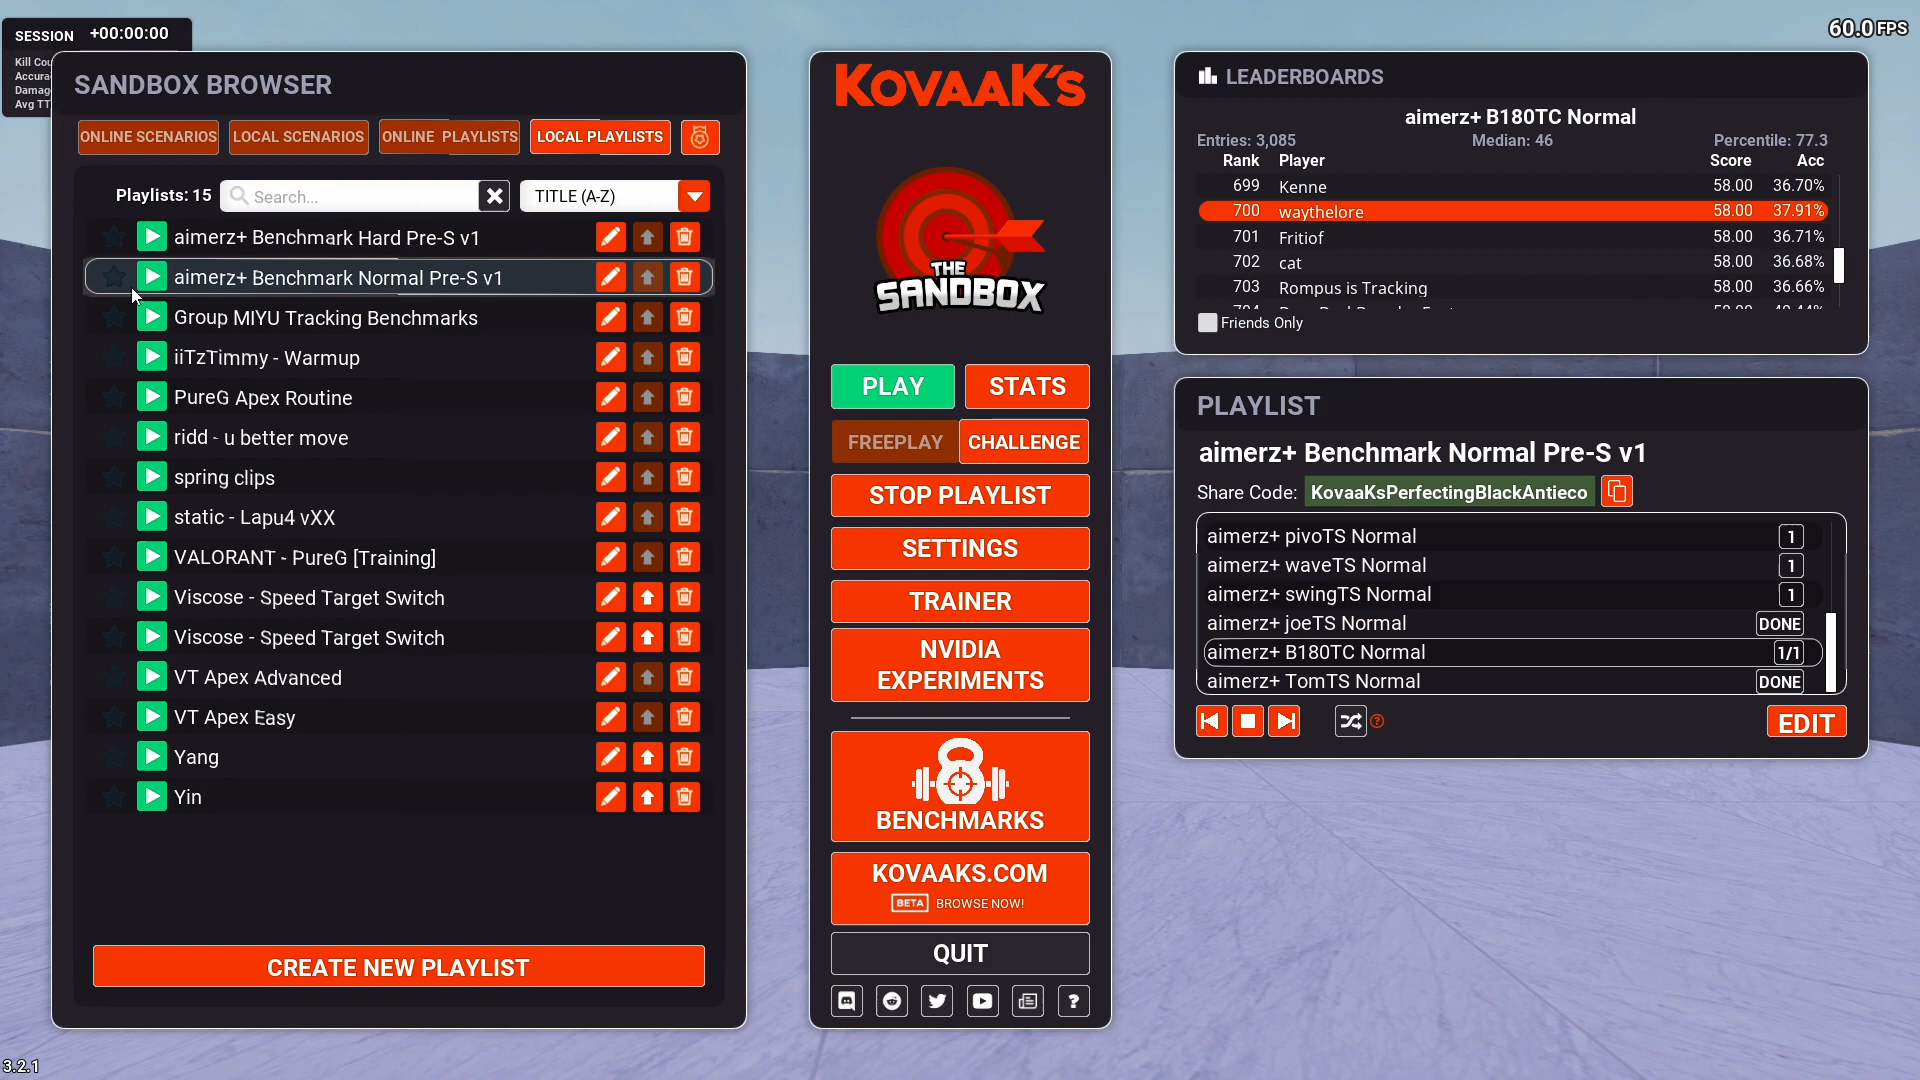 SESSION +00:00:00
60.0 FPS
Kill Cou
Accura
Damag
Avg TT
SANDBOX BROWSER
ONLINE SCENARIOS
LOCAL SCENARIOS
ONLINE PLAYLISTS
LOCAL PLAYLISTS
Playlists: 15
Search...
TITLE (A-Z)
aimerz+ Benchmark Hard Pre-S v1
aimerz+ Benchmark Normal Pre-S v1
Group MIYU Tracking Benchmarks
iiTzTimmy - Warmup
PureG Apex Routine
ridd - u better move
spring clips
static - Lapu4 vXX
VALORANT - PureG [Training]
Viscose - Speed Target Switch
Viscose - Speed Target Switch
VT Apex Advanced
VT Apex Easy
Yang
Yin
CREATE NEW PLAYLIST
KOVAAK'S
THE
SANDBOX
PLAY
STATS
FREEPLAY
CHALLENGE
STOP PLAYLIST
SETTINGS
TRAINER
NVIDIA
EXPERIMENTS
BENCHMARKS
KOVAAKS.COM
BETA BROWSE NOW!
QUIT
?
LEADERBOARDS
aimerz+ B180TC Normal
Entries: 3,085 Median: 46 Percentile: 77.3
Rank Player Score Acc
699 Kenne 58.00 36.70%
700 waythelore 58.00 37.91%
701 Fritiof 58.00 36.71%
702 cat 58.00 36.68%
703 Rompus is Tracking 58.00 36.66%
Friends Only
PLAYLIST
aimerz+ Benchmark Normal Pre-S v1
Share Code: KovaaKsPerfectingBlackAntieco
aimerz+ pivoTS Normal 1
aimerz+ waveTS Normal 1
aimerz+ swingTS Normal 1
aimerz+ joeTS Normal DONE
aimerz+ B180TC Normal 1/1
aimerz+ TomTS Normal DONE
?
EDIT
3.2.1